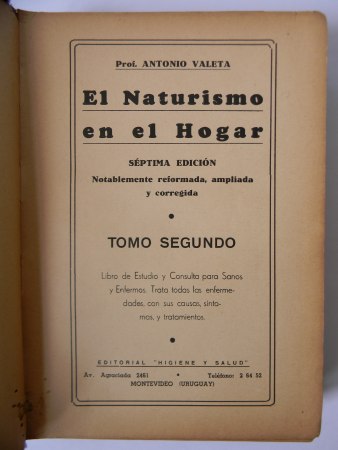 Prof. ANTONIO VALETA
El Naturismo
en el Hogar
SÉPTIMA EDICIÓN
Notablemente reformada, ampliada
y corregida
TOMO SEGUNDO
Libro de Estudio y Consulta para Sanos
y Enfermos. Trata todas las enferme-
dades, con sus causas, sínto-
mas, y tratamientos.
EDITORIAL "HIGIENE Y SALUD"
Av. Agraciada 2461 • Teléfono: 2 64 52
MONTEVIDEO (URUGUAY)